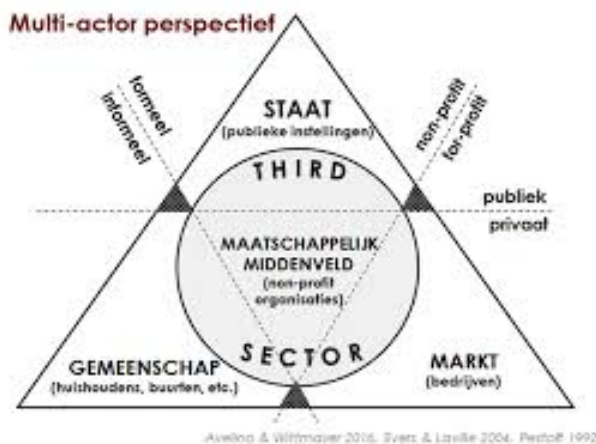 Multi-actor perspectief
formeel
informeel
STAAT
(publieke instellingen)
non-profit
for-profit
THIRD
publiek
privaat
MAATSCHAPPELIJK
MIDDENVELD
(non-profit
organisaties)
SECTOR
GEMEENSCHAP
(huishoudens, buurten, etc.)
MARKT
(bedrijven)
Avelino & Wittmayer 2016, Evers & Laville 2004, Pestoff 1992